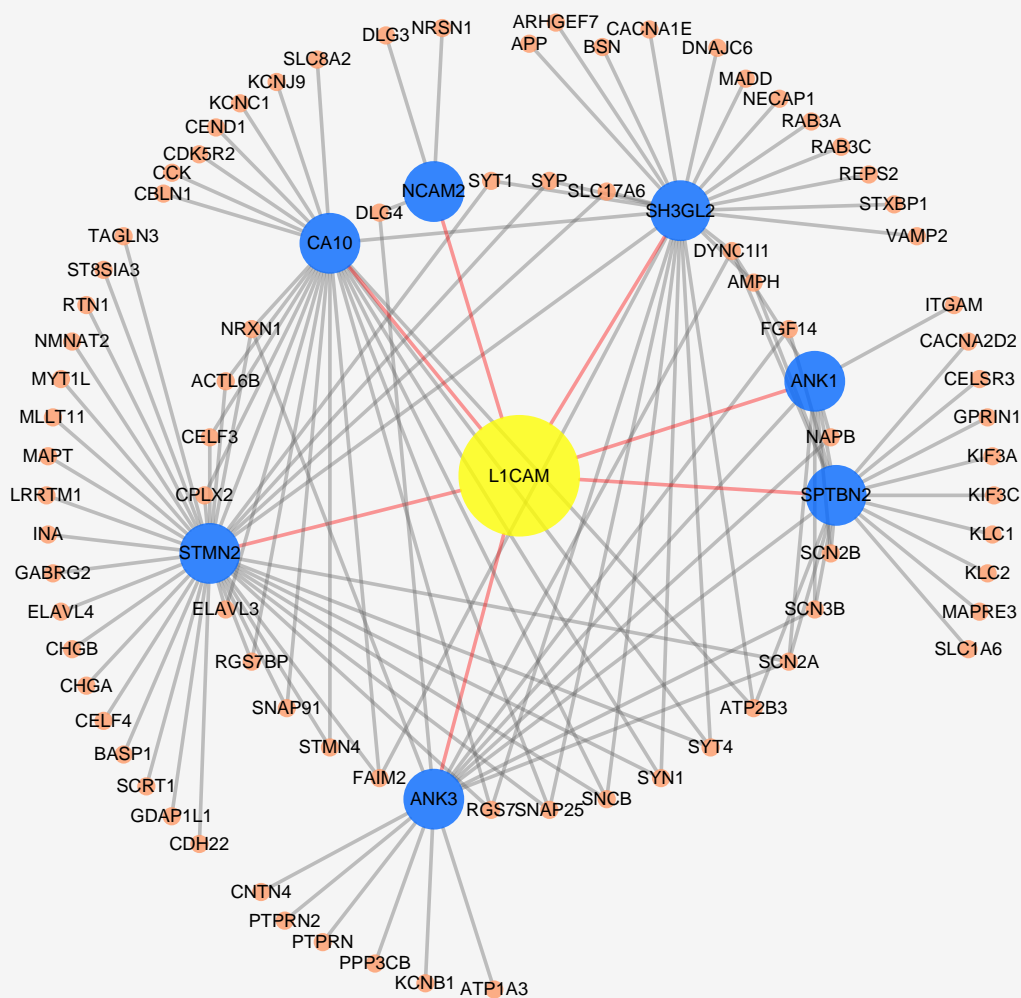 ARHGEF7
NRSN1
CACNA1E
DLG3
APP
BSN
DNAJC6
SLC8A2
MADD
KCNJ9
NECAP1
KCNC1
RAB3A
CEND1
RAB3C
CDK5R2
CCK
REPS2
SYT1
SYP
CBLN1
NCAM2
SLC17A6
STXBP1
DLG4
SH3GL2
TAGLN3
VAMP2
CA10
DYNC1I1
ST8SIA3
AMPH
RTN1
ITGAM
NRXN1
FGF14
NMNAT2
CACNA2D2
MYT1L
ACTL6B
ANK1
CELSR3
MLLT11
GPRIN1
CELF3
NAPB
MAPT
KIF3A
L1CAM
LRRTM1
CPLX2
SPTBN2
KIF3C
INA
KLC1
STMN2
SCN2B
GABRG2
KLC2
ELAVL4
ELAVL3
SCN3B
MAPRE3
CHGB
SLC1A6
RGS7BP
SCN2A
CHGA
SNAP91
ATP2B3
CELF4
STMN4
SYT4
BASP1
FAIM2
SYN1
SCRT1
ANK3
SNCB
GDAP1L1
RGS7
SNAP25
CDH22
CNTN4
PTPRN2
PTPRN
PPP3CB
KCNB1
ATP1A3